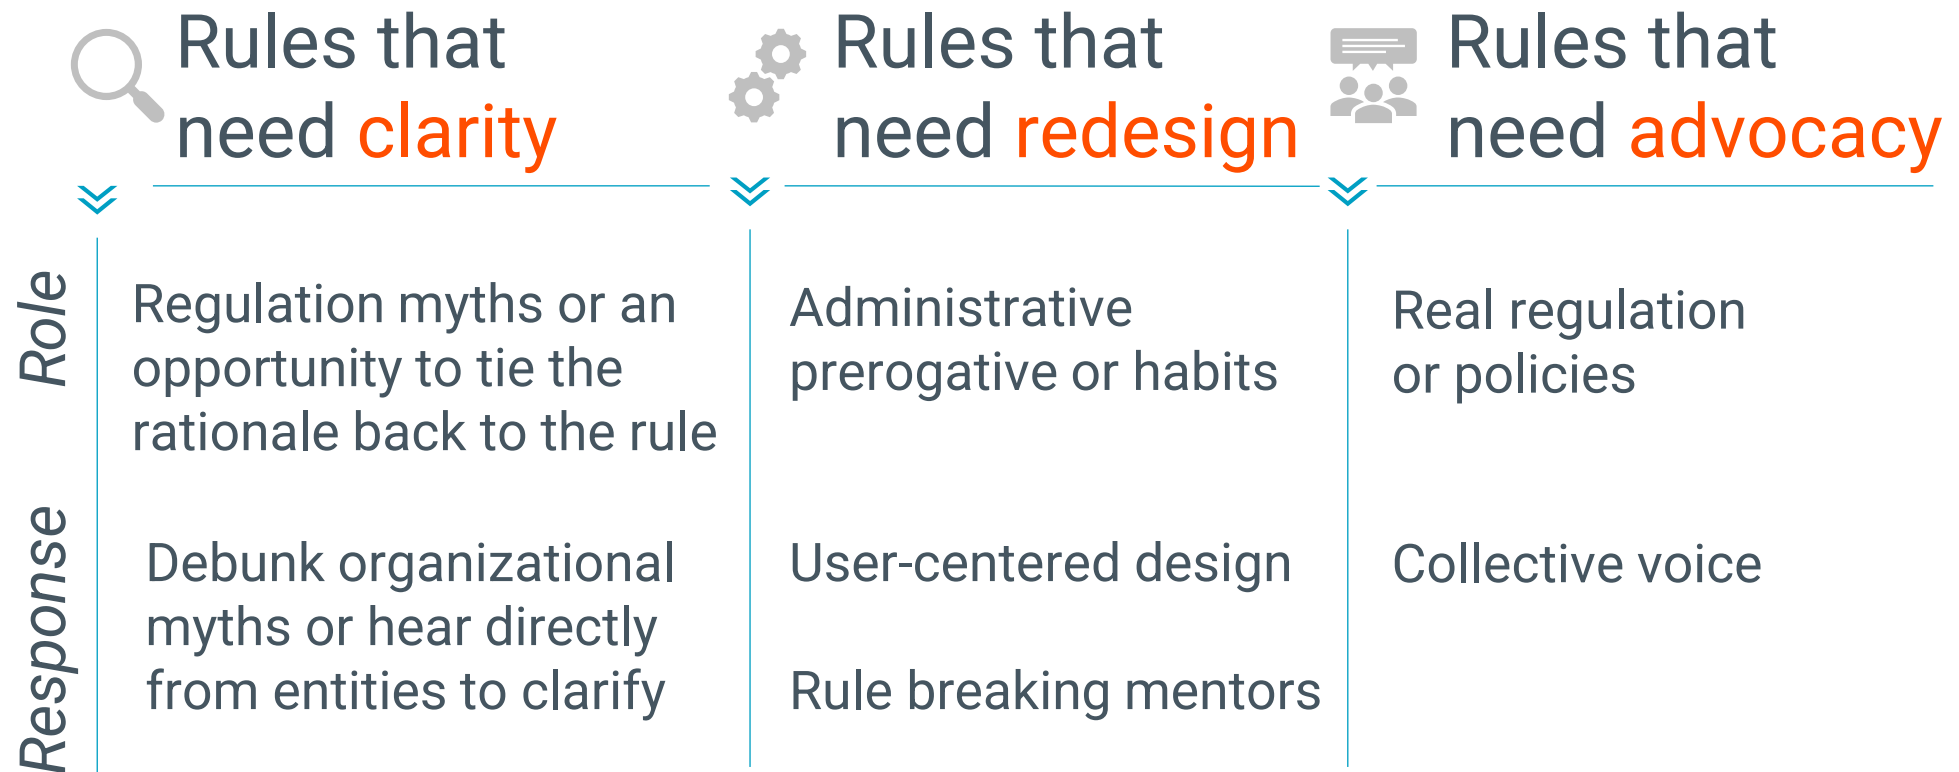 Rules that
need clarity
Rules that
need redesign
Rules that
need advocacy
Role
Regulation myths or an
opportunity to tie the
rationale back to the rule
Administrative
prerogative or habits
Real regulation
or policies
Response
Debunk organizational
myths or hear directly
from entities to clarify
User-centered design
Rule breaking mentors
Collective voice